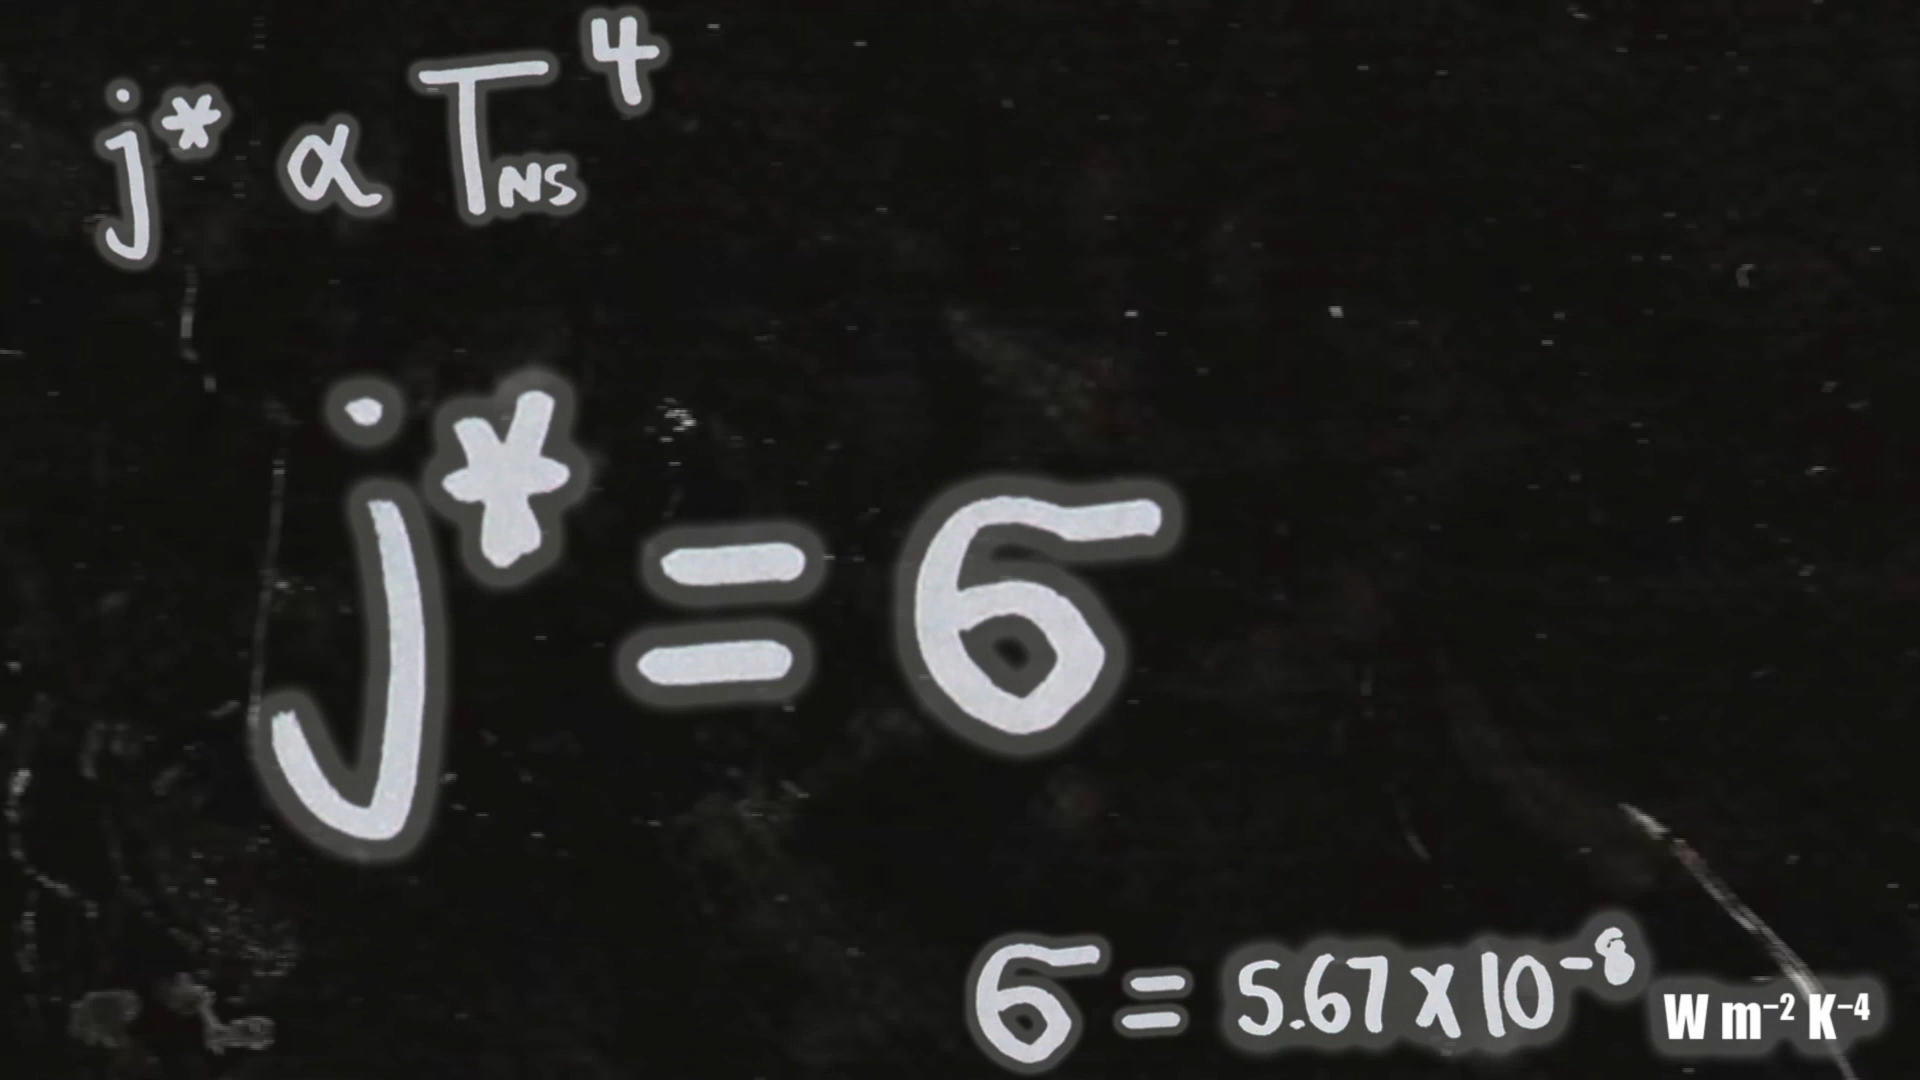 j* α T_NS^4
j* = σ
σ = 5.67 x 10^-8 W m^-2 K^-4